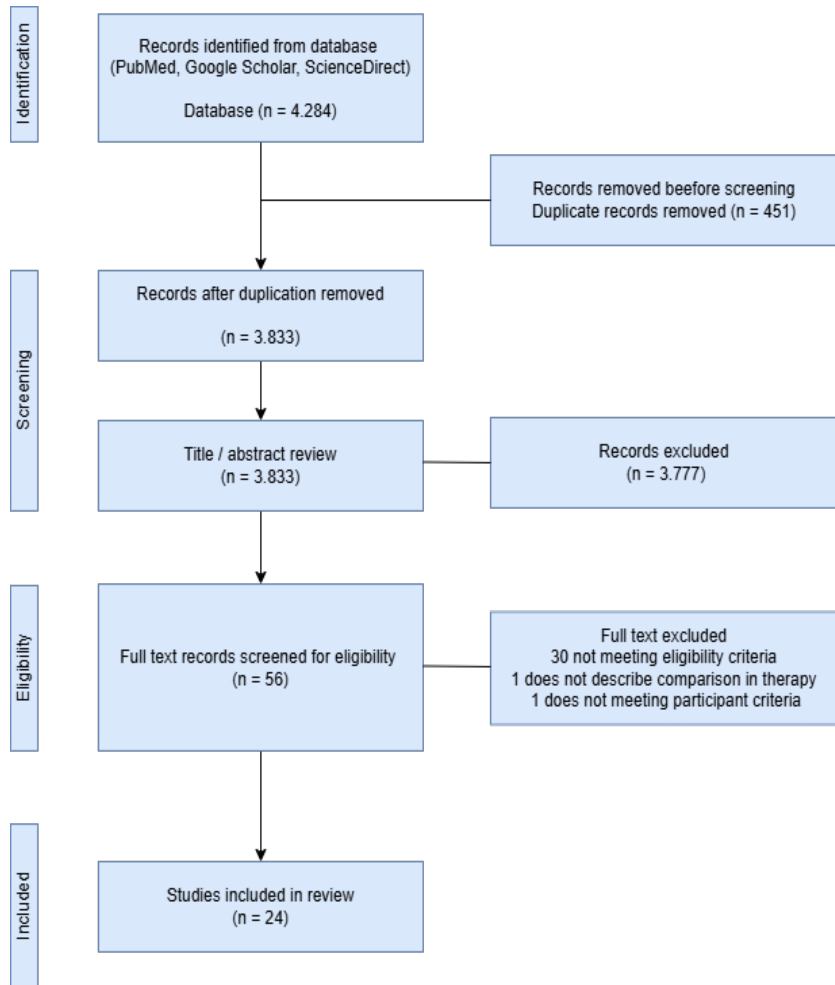 Identification
Records identified from database
(PubMed, Google Scholar, ScienceDirect)
Database (n = 4.284)
Records removed beefore screening
Duplicate records removed (n = 451)
Screening
Records after duplication removed
(n = 3.833)
Title / abstract review
(n = 3.833)
Records excluded
(n = 3.777)
Eligibility
Full text records screened for eligibility
(n = 56)
Full text excluded
30 not meeting eligibility criteria
1 does not describe comparison in therapy
1 does not meeting participant criteria
Included
Studies included in review
(n = 24)